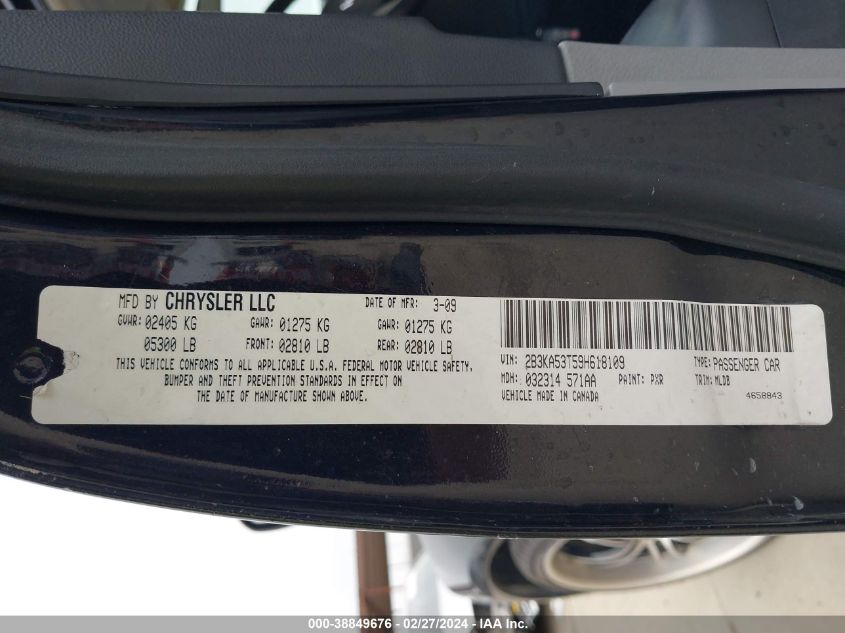 MFD BY CHRYSLER LLC DATE OF MFR: 3-09
GVWR: 02405 KG GAWR: 01275 KG GAWR: 01275 KG
05300 LB FRONT: 02810 LB REAR: 02810 LB
THIS VEHICLE CONFORMS TO ALL APPLICABLE U.S.A. FEDERAL MOTOR VEHICLE SAFETY,
BUMPER AND THEFT PREVENTION STANDARDS IN EFFECT ON
THE DATE OF MANUFACTURE SHOWN ABOVE.
VIN: 2B3KA53T59H618109 TYPE: PASSENGER CAR
MDH: 032314 571AA PAINT: PXR TRIM: MLDB
VEHICLE MADE IN CANADA 4658843
000-38849676 - 02/27/2024 - IAA Inc.